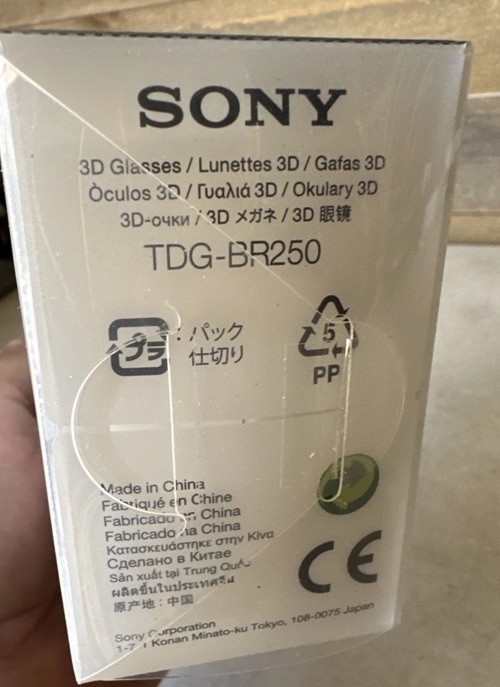 SONY
3D Glasses / Lunettes 3D / Gafas 3D
Òculos 3D / Γυαλιά 3D / Okulary 3D
3D-очки / 3D メガネ / 3D 眼镜
TDG-BR250
プラ : パック
仕切り
5
PP
Made in China
Fabriqué en Chine
Fabricado en China
Fabricado na China
Κατασκευάστηκε στην Κίνα
Сделано в Китае
Sản xuất tại Trung Quốc
ผลิตขึ้นในประเทศจีน
原产地 : 中国
CE
Sony Corporation
Konan Minato-ku Tokyo, 108-0075 Japan